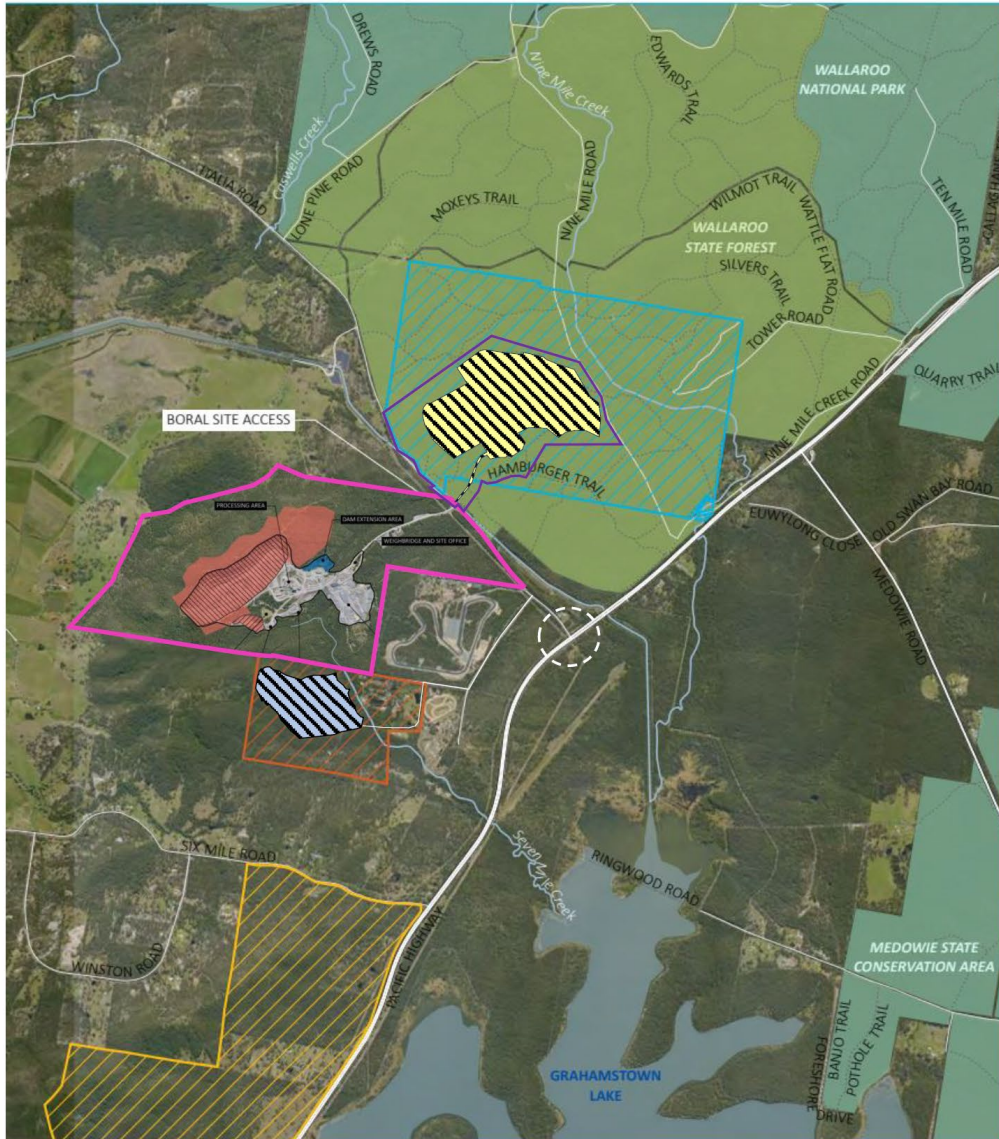 DREWS ROAD
Nine Mile Creek
EDWARDS TRAIL
WALLAROO
NATIONAL PARK
Caswells Creek
ITALIA ROAD
LONE PINE ROAD
MOXEYS TRAIL
NINE MILE ROAD
WILMOT TRAIL
WATTLE FLAT ROAD
TEN MILE ROAD
WALLAROO
STATE FOREST
SILVERS TRAIL
TOWER ROAD
QUARRY TRAIL
NINE MILE CREEK ROAD
BORAL SITE ACCESS
HAMBURGER TRAIL
PROCESSING AREA
DAM EXTENSION AREA
WEIGHBRIDGE AND SITE OFFICE
EUWYLONG CLOSE
OLD SWAN BAY ROAD
MEDOWIE ROAD
SIX MILE ROAD
Seven Mile Creek
RINGWOOD ROAD
PACIFIC HIGHWAY
WINSTON ROAD
MEDOWIE STATE
CONSERVATION AREA
BANJO TRAIL
POTHOLE TRAIL
FORESHORE
DRIVE
GRAHAMSTOWN
LAKE